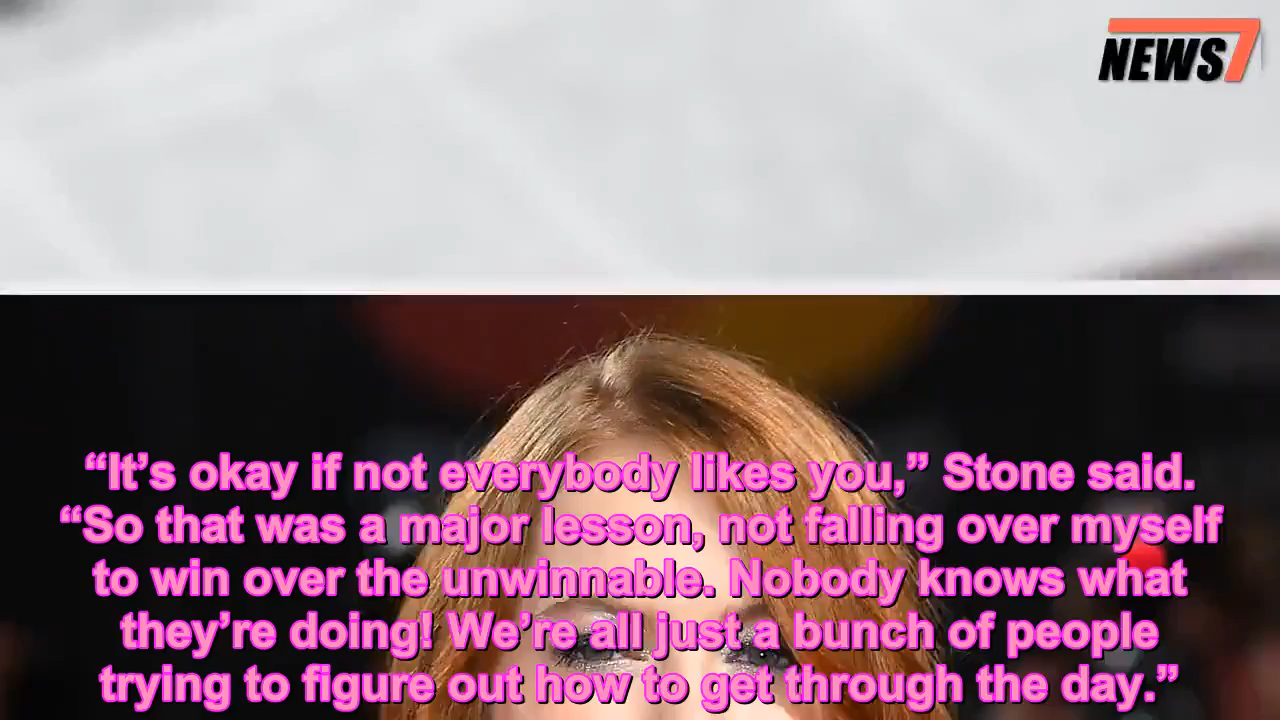 NEWS7
“It’s okay if not everybody likes you,” Stone said.
“So that was a major lesson, not falling over myself
to win over the unwinnable. Nobody knows what
they’re doing! We’re all just a bunch of people
trying to figure out how to get through the day.”